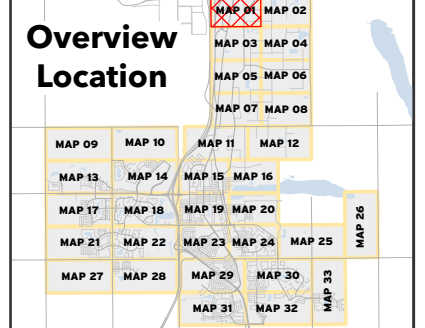 MAP 01 MAP 02
Overview
Location
MAP 03 MAP 04
MAP 05 MAP 06
MAP 07 MAP 08
MAP 09 MAP 10 MAP 11 MAP 12
MAP 13 MAP 14 MAP 15 MAP 16
MAP 17 MAP 18 MAP 19 MAP 20 MAP 26
MAP 21 MAP 22 MAP 23 MAP 24 MAP 25
MAP 27 MAP 28 MAP 29 MAP 30 MAP 33
MAP 31 MAP 32